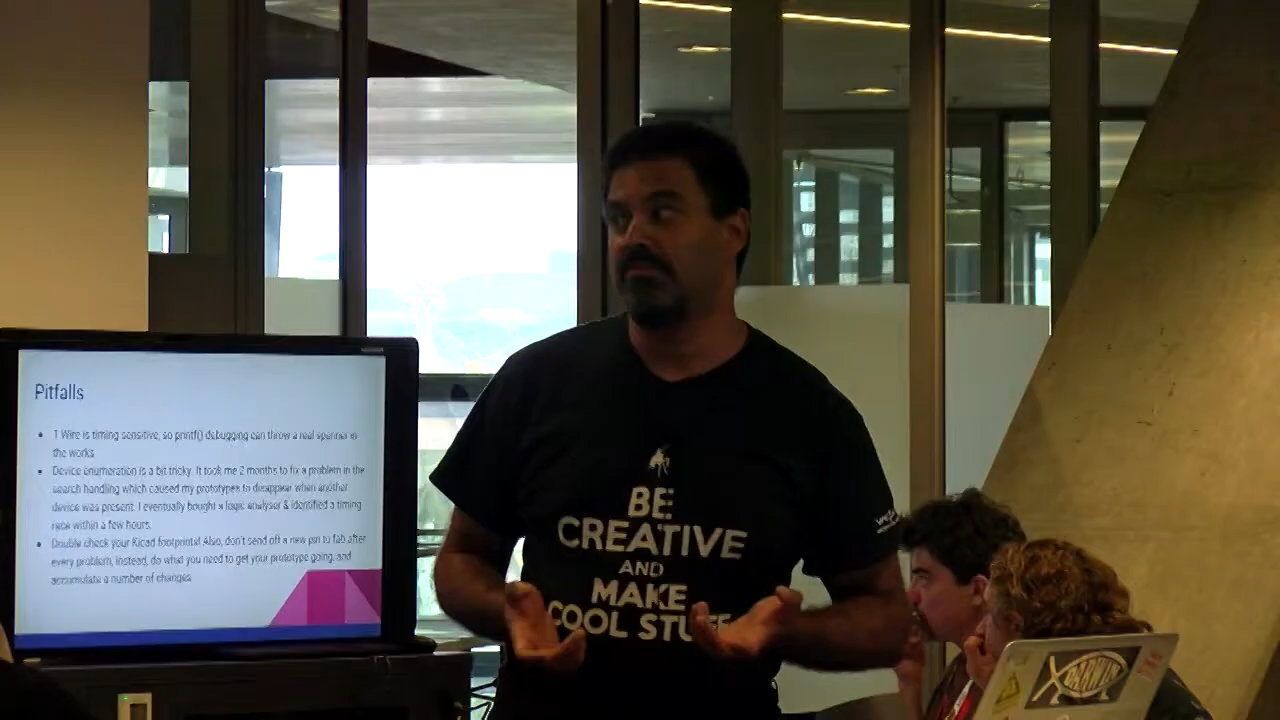 Pitfalls
1 Wire is timing sensitive, so printf() debugging can throw a real spanner in
the works
Device enumeration is a bit tricky. It took me 2 months to fix a problem in the
search handling which caused my prototypes to disappear when another
device was present. I eventually bought a logic analyser & identified a timing
race within a few hours.
Double check your Kicad footprints! Also, don't send off a new pcb to fab after
every problem, instead, do what you need to get your prototype going, and
accumulate a number of changes
BE
CREATIVE
AND
MAKE
COOL STUFF
DARWIN